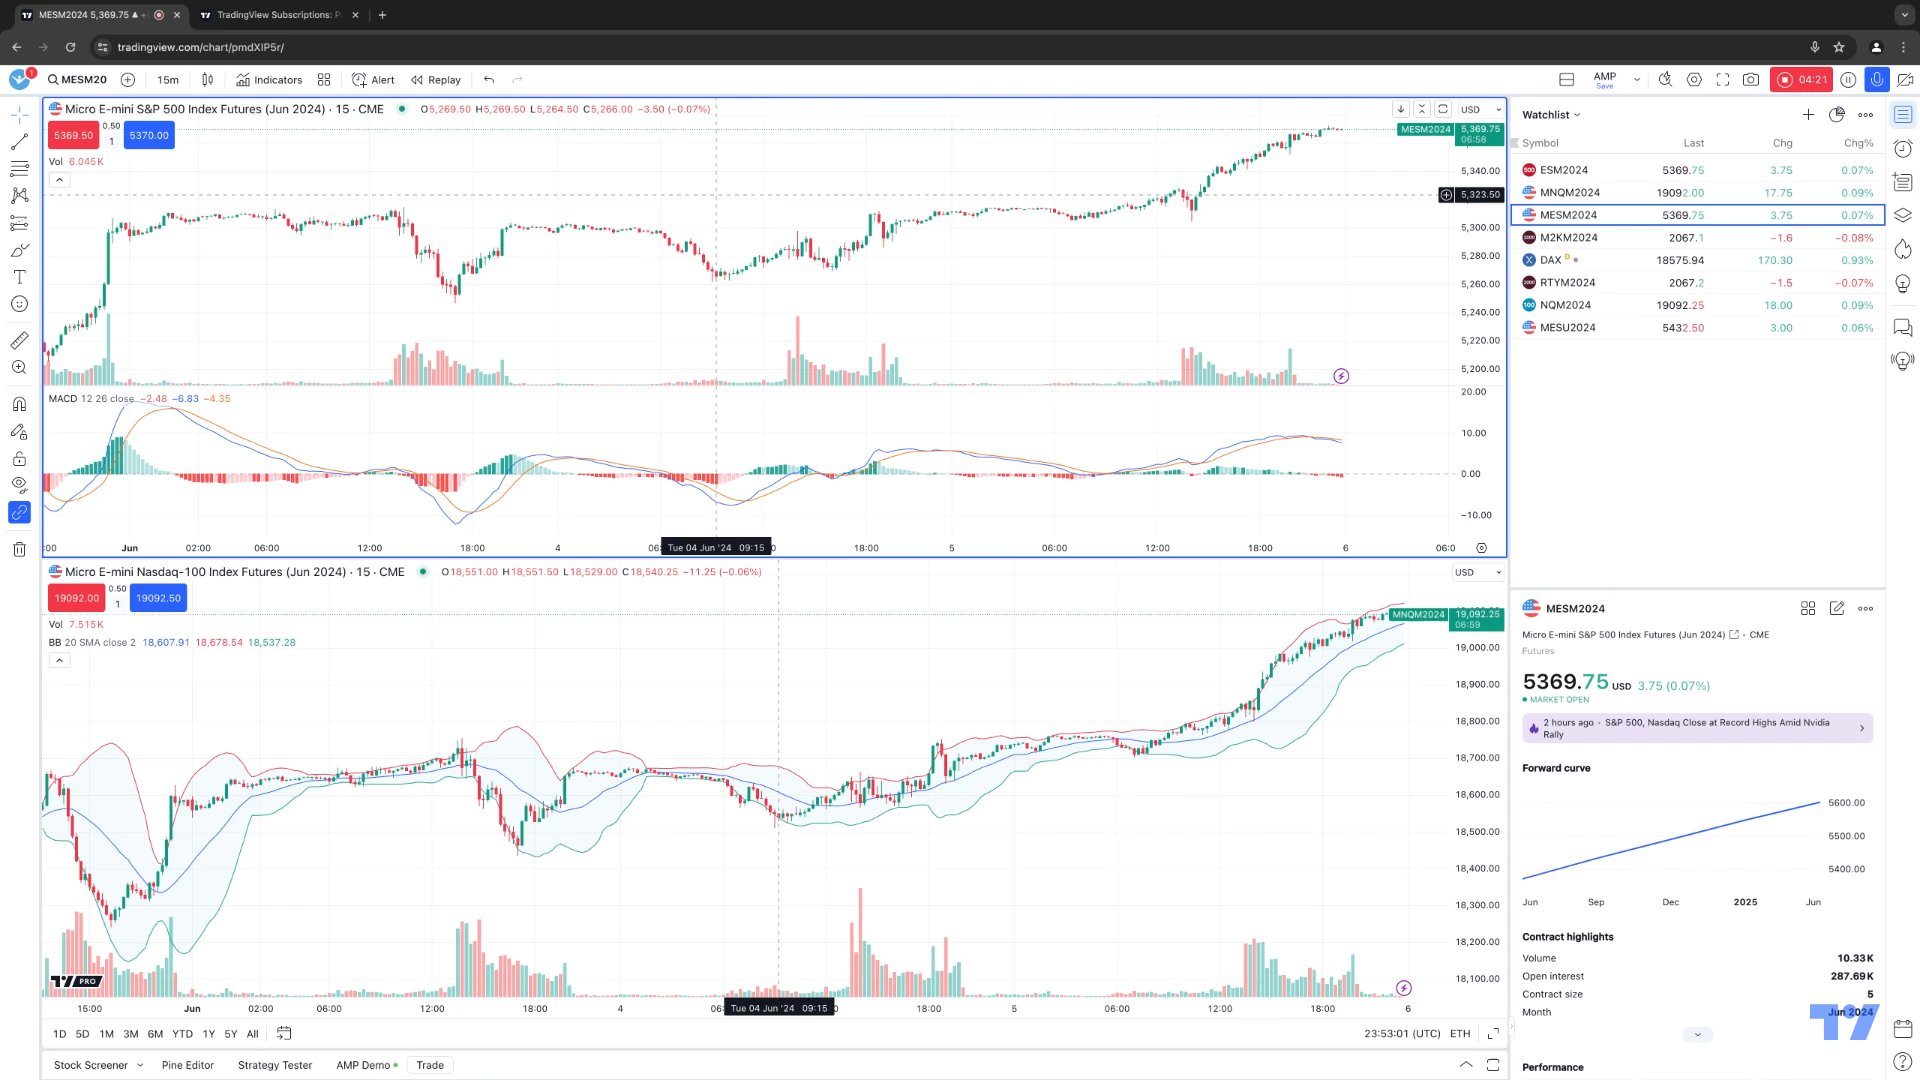 MESM2024 5,369.75 ▲ +
TradingView Subscriptions: P
tradingview.com/chart/pmdXIP5r/
1
MESM20
15m
Indicators
Alert
Replay
AMP
Save
04:21
Micro E-mini S&P 500 Index Futures (Jun 2024) · 15 · CME
O5,269.50 H5,269.50 L5,264.50 C5,266.00 −3.50 (−0.07%)
USD
5369.50
0.50
1
5370.00
Vol 6.045K
MESM2024
5,369.75
06:58
5,340.00
5,323.50
5,300.00
5,280.00
5,260.00
5,240.00
5,220.00
5,200.00
MACD 12 26 close −2.48 −6.83 −4.35
20.00
10.00
0.00
−10.00
:00
Jun
02:00
06:00
12:00
18:00
4
06:
Tue 04 Jun '24 09:15
18:00
5
06:00
12:00
18:00
6
06:0
Micro E-mini Nasdaq-100 Index Futures (Jun 2024) · 15 · CME
O18,551.00 H18,551.50 L18,529.00 C18,540.25 −11.25 (−0.06%)
USD
19092.00
0.50
1
19092.50
Vol 7.515K
BB 20 SMA close 2 18,607.91 18,678.54 18,537.28
MNQM2024
19,092.25
06:59
19,000.00
18,900.00
18,800.00
18,700.00
18,600.00
18,500.00
18,400.00
18,300.00
18,200.00
18,100.00
PRO
15:00
Jun
02:00
06:00
12:00
18:00
4
06:
Tue 04 Jun '24 09:15
18:00
5
06:00
12:00
18:00
6
1D 5D 1M 3M 6M YTD 1Y 5Y All
23:53:01 (UTC) ETH
Stock Screener
Pine Editor
Strategy Tester
AMP Demo
Trade
Watchlist
Symbol Last Chg Chg%
ESM2024 5369.75 3.75 0.07%
MNQM2024 19092.00 17.75 0.09%
MESM2024 5369.75 3.75 0.07%
M2KM2024 2067.1 −1.6 −0.08%
DAX D 18575.94 170.30 0.93%
RTYM2024 2067.2 −1.5 −0.07%
NQM2024 19092.25 18.00 0.09%
MESU2024 5432.50 3.00 0.06%
MESM2024
Micro E-mini S&P 500 Index Futures (Jun 2024) · CME
Futures
5369.75 USD 3.75 (0.07%)
MARKET OPEN
2 hours ago · S&P 500, Nasdaq Close at Record Highs Amid Nvidia
Rally
Forward curve
5600.00
5500.00
5400.00
Jun
Sep
Dec
2025
Jun
Contract highlights
Volume 10.33K
Open interest 287.69K
Contract size 5
Month Jun 2024
Performance